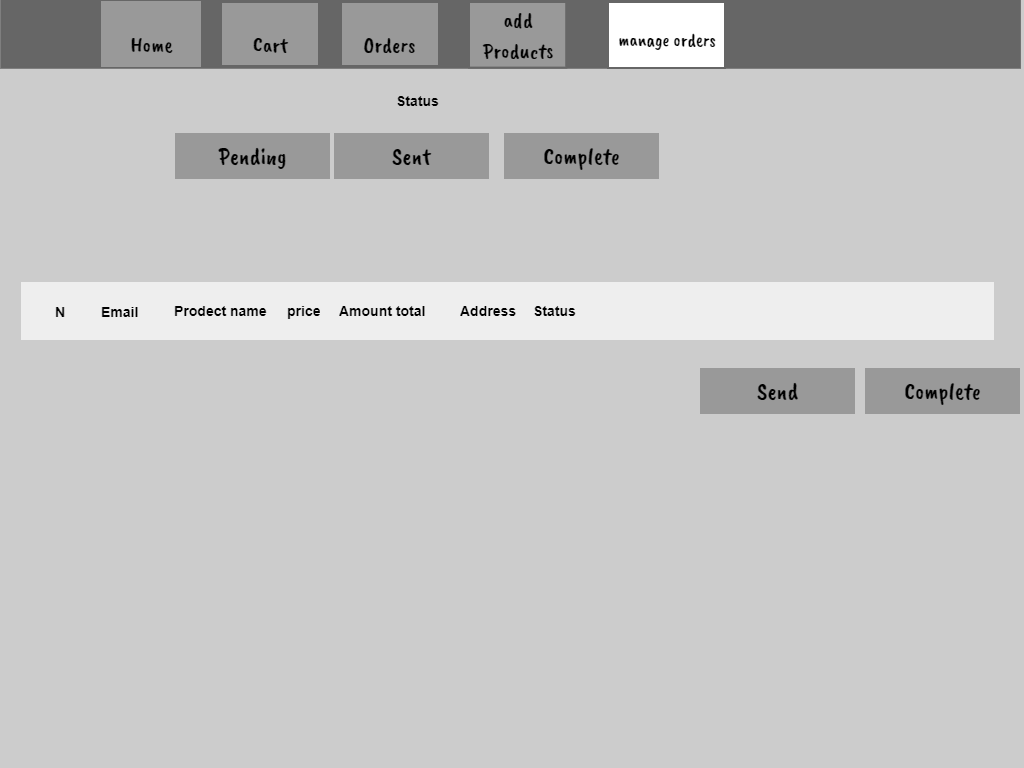 Home Cart Orders add Products manage orders
Status
Pending Sent Complete
N Email Prodect name price Amount total Address Status
Send Complete